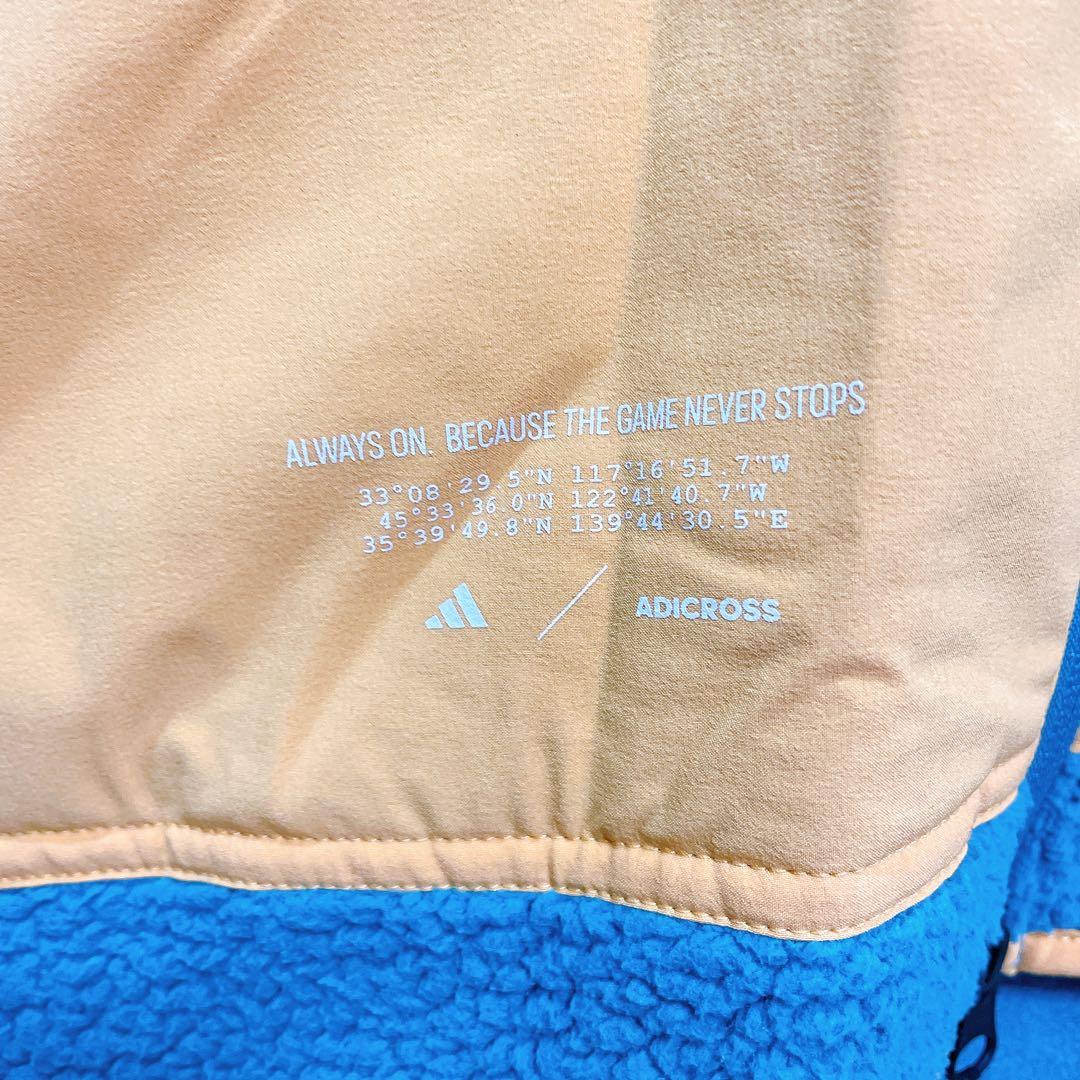 ALWAYS ON. BECAUSE THE GAME NEVER STOPS
33°08'29.5"N 117°16'51.7"W
45°33'36.0"N 122°41'40.7"W
35°39'49.8"N 139°44'30.5"E
ADICROSS